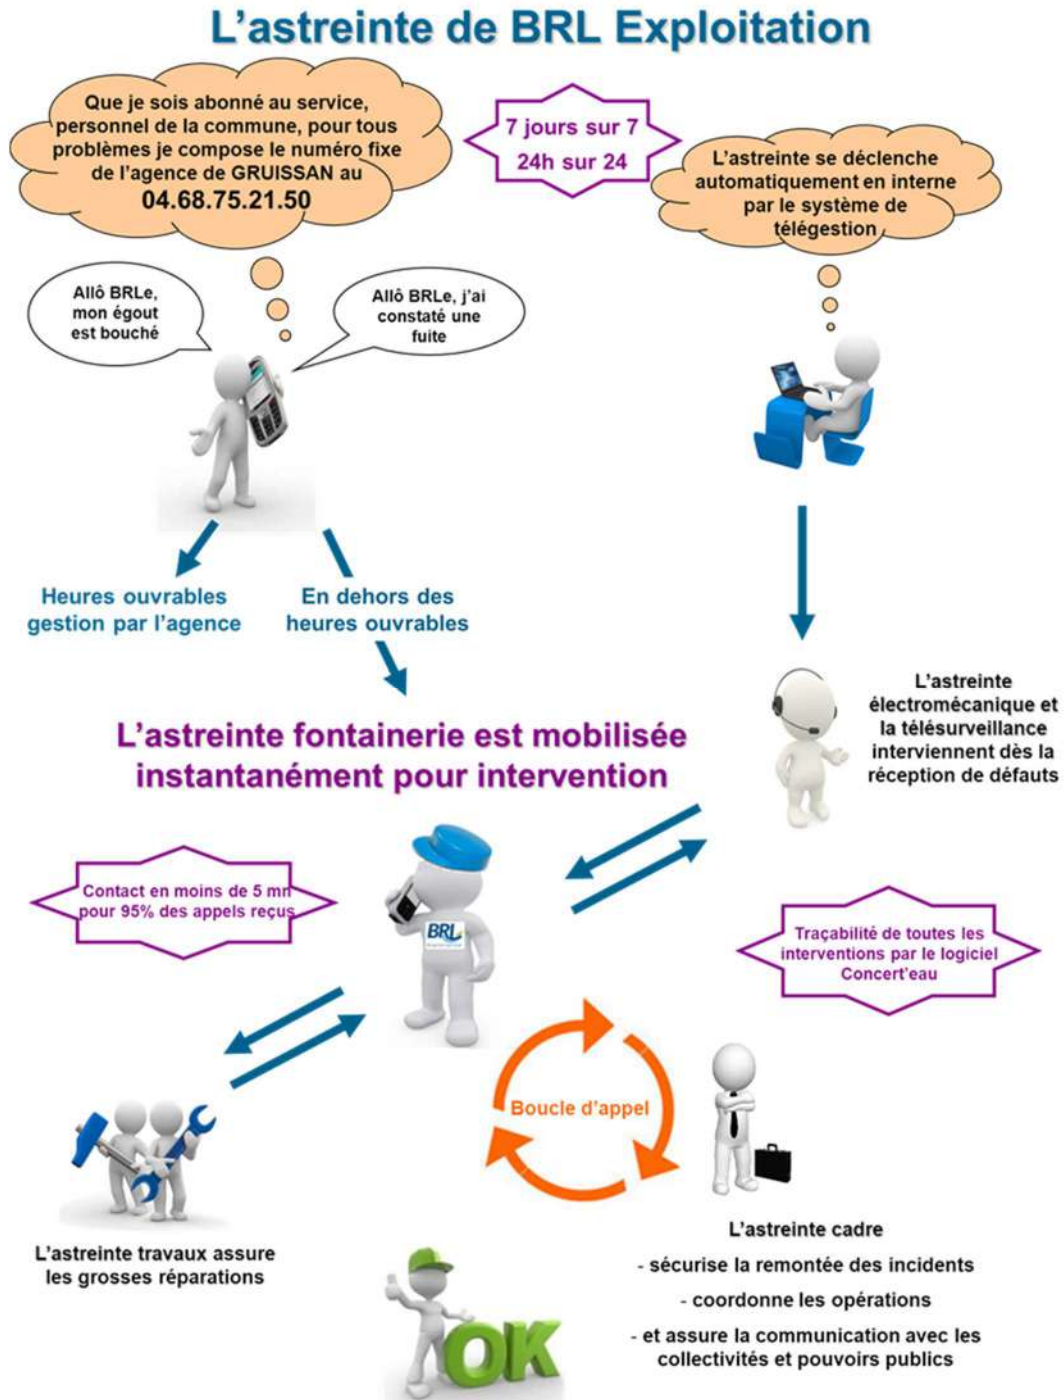 L'astreinte de BRL Exploitation
Que je sois abonné au service,
personnel de la commune, pour tous
problèmes je compose le numéro fixe
de l'agence de GRUISSAN au
04.68.75.21.50
7 jours sur 7
24h sur 24
L'astreinte se déclenche
automatiquement en interne
par le système de
télégestion
Allô BRLe,
mon égout
est bouché
Allô BRLe, j'ai
constaté une
fuite
Heures ouvrables
gestion par l'agence
En dehors des
heures ouvrables
L'astreinte
électromécanique et
la télésurveillance
interviennent dès la
réception de défauts
L'astreinte fontainerie est mobilisée
instantanément pour intervention
Contact en moins de 5 mn
pour 95% des appels reçus
BRL
Traçabilité de toutes les
interventions par le logiciel
Concert'eau
Boucle d'appel
L'astreinte travaux assure
les grosses réparations
L'astreinte cadre
- sécurise la remontée des incidents
- coordonne les opérations
- et assure la communication avec les
collectivités et pouvoirs publics
OK